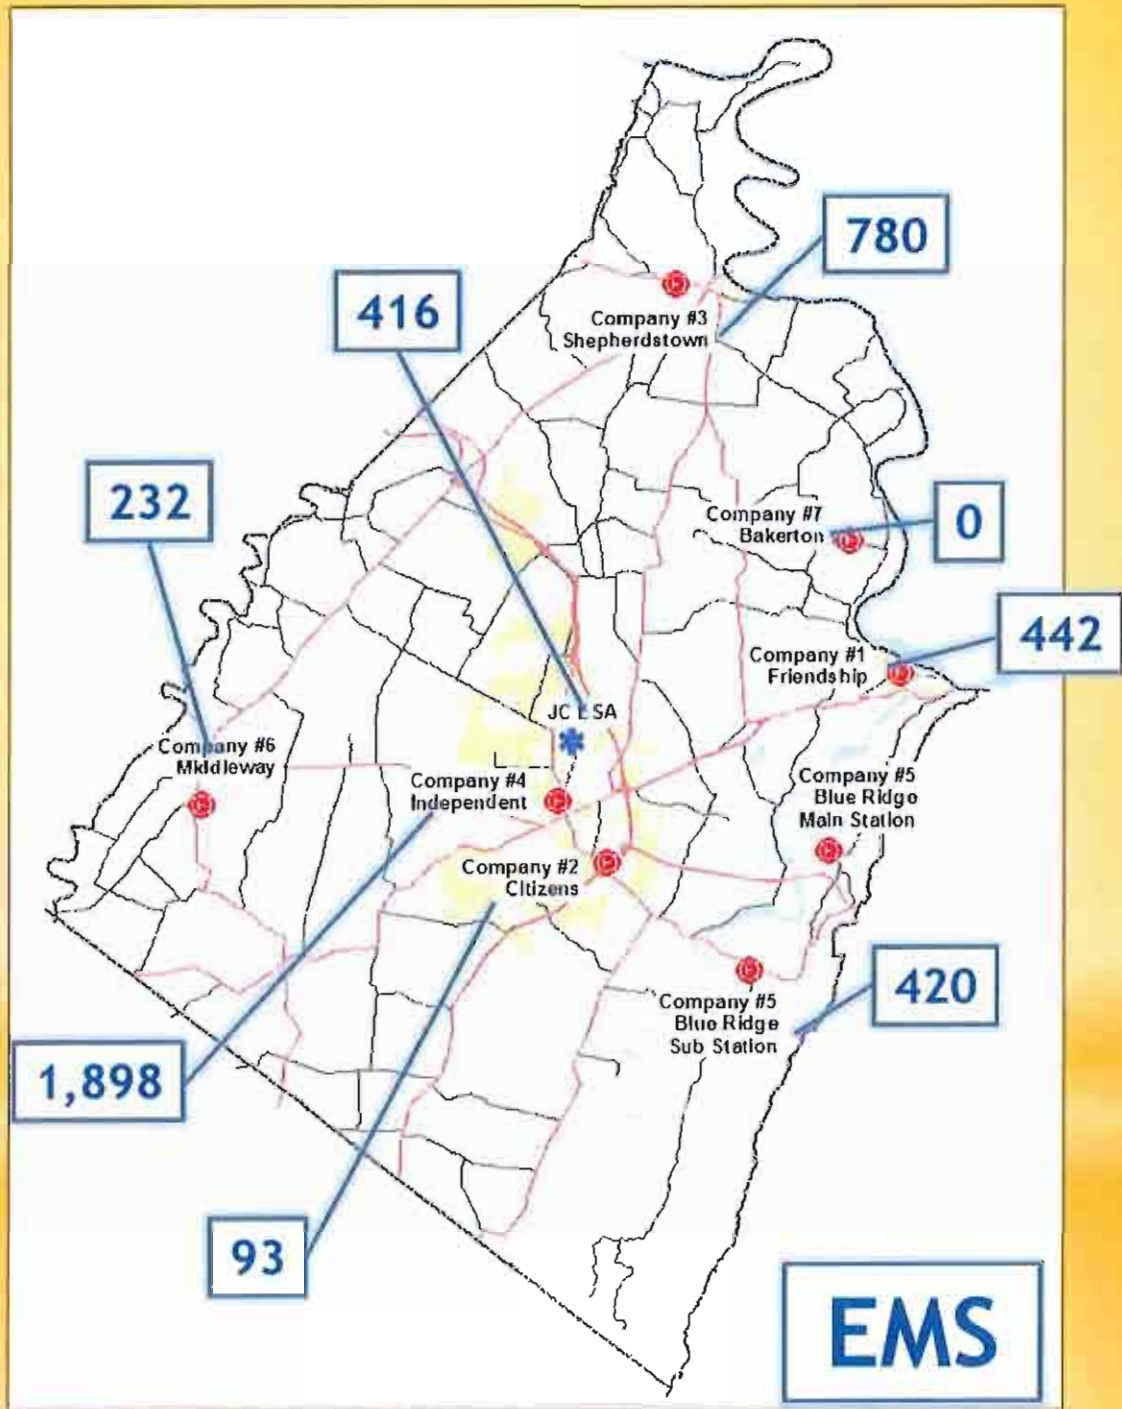 780
416
Company #3
Shepherdstown
232
Company #7
Bakerton
0
442
Company #1
Friendship
JC ESA
Company #6
Middleway
Company #4
Independent
Company #5
Blue Ridge
Main Station
Company #2
Citizens
420
Company #5
Blue Ridge
Sub Station
1,898
93
EMS